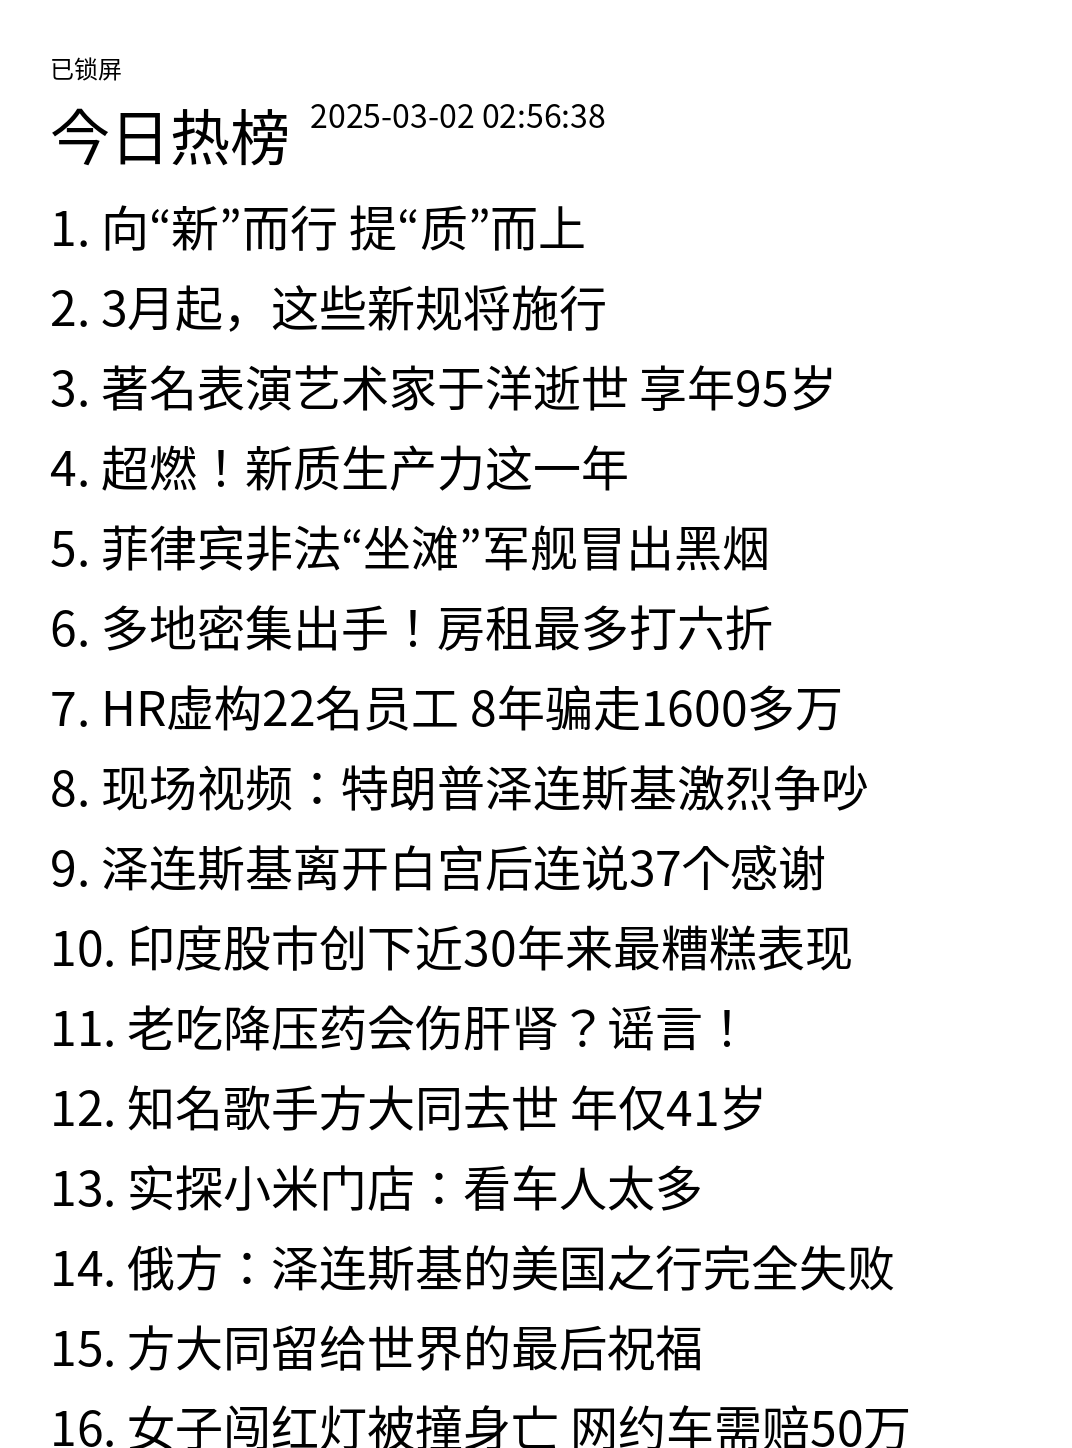 已锁屏
今日热榜 2025-03-02 02:56:38
1. 向“新”而行 提“质”而上
2. 3月起，这些新规将施行
3. 著名表演艺术家于洋逝世 享年95岁
4. 超燃！新质生产力这一年
5. 菲律宾非法“坐滩”军舰冒出黑烟
6. 多地密集出手！房租最多打六折
7. HR虚构22名员工 8年骗走1600多万
8. 现场视频：特朗普泽连斯基激烈争吵
9. 泽连斯基离开白宫后连说37个感谢
10. 印度股市创下近30年来最糟糕表现
11. 老吃降压药会伤肝肾？谣言！
12. 知名歌手方大同去世 年仅41岁
13. 实探小米门店：看车人太多
14. 俄方：泽连斯基的美国之行完全失败
15. 方大同留给世界的最后祝福
16. 女子闯红灯被撞身亡 网约车需赔50万